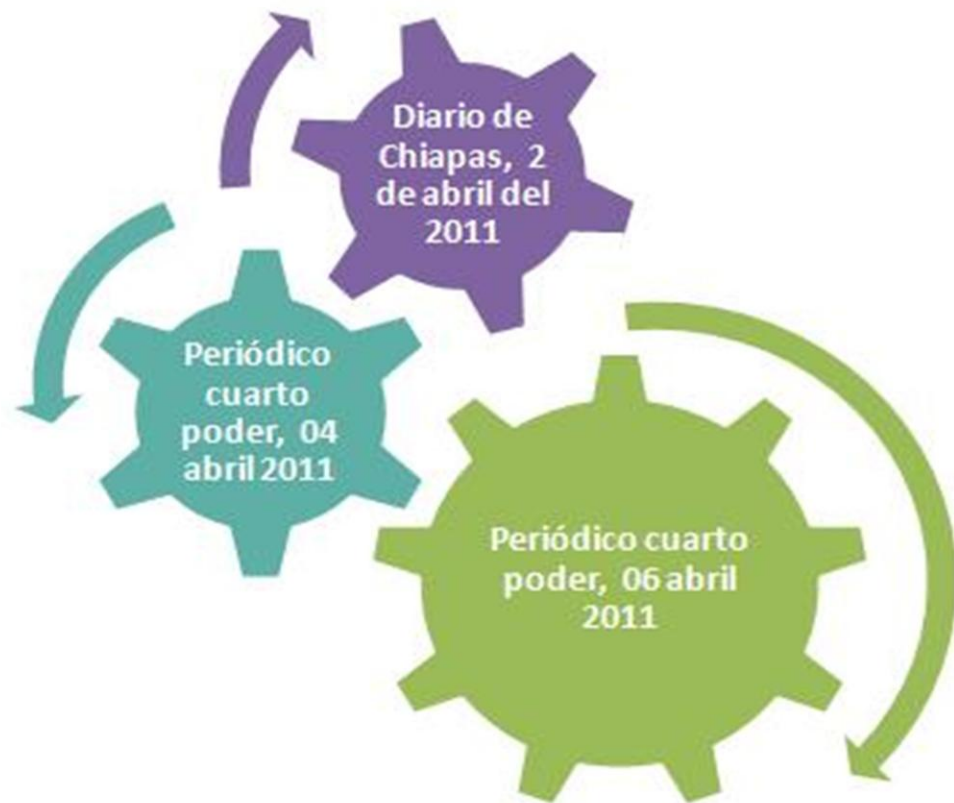 Diario de
Chiapas, 2
de abril del
2011
Periódico
cuarto
poder, 04
abril 2011
Periódico cuarto
poder, 06 abril
2011